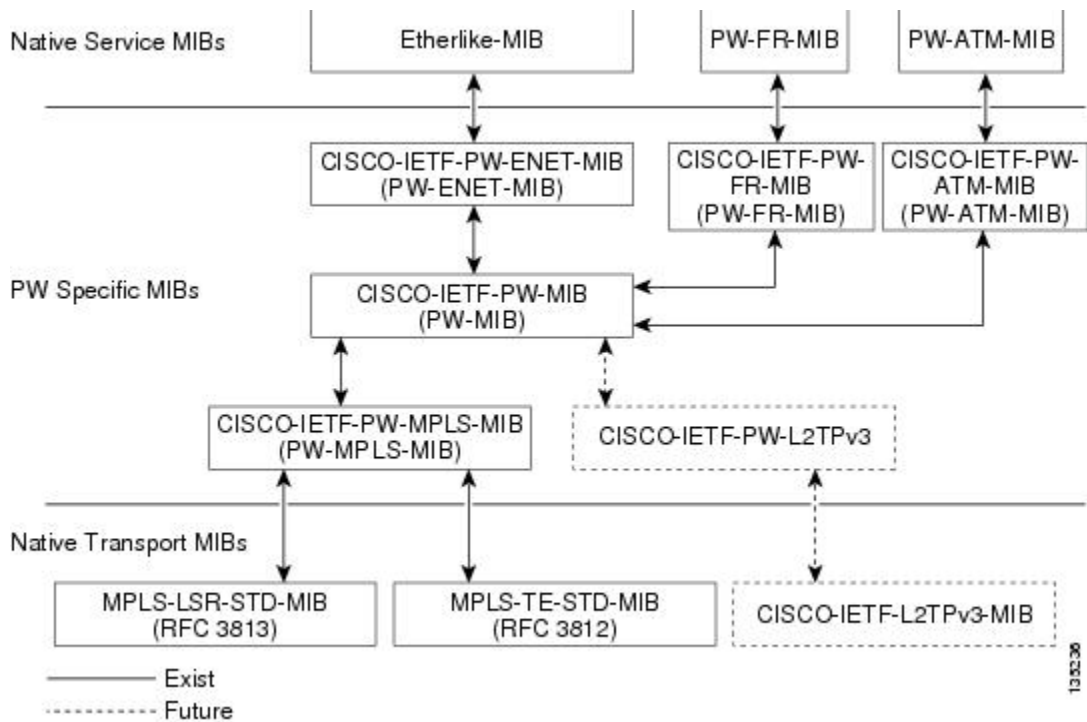 Native Service MIBs
Etherlike-MIB
PW-FR-MIB
PW-ATM-MIB
CISCO-IETF-PW-ENET-MIB
(PW-ENET-MIB)
CISCO-IETF-PW-
FR-MIB
(PW-FR-MIB)
CISCO-IETF-PW-
ATM-MIB
(PW-ATM-MIB)
PW Specific MIBs
CISCO-IETF-PW-MIB
(PW-MIB)
CISCO-IETF-PW-MPLS-MIB
(PW-MPLS-MIB)
CISCO-IETF-PW-L2TPv3
Native Transport MIBs
MPLS-LSR-STD-MIB
(RFC 3813)
MPLS-TE-STD-MIB
(RFC 3812)
CISCO-IETF-L2TPv3-MIB
Exist
Future